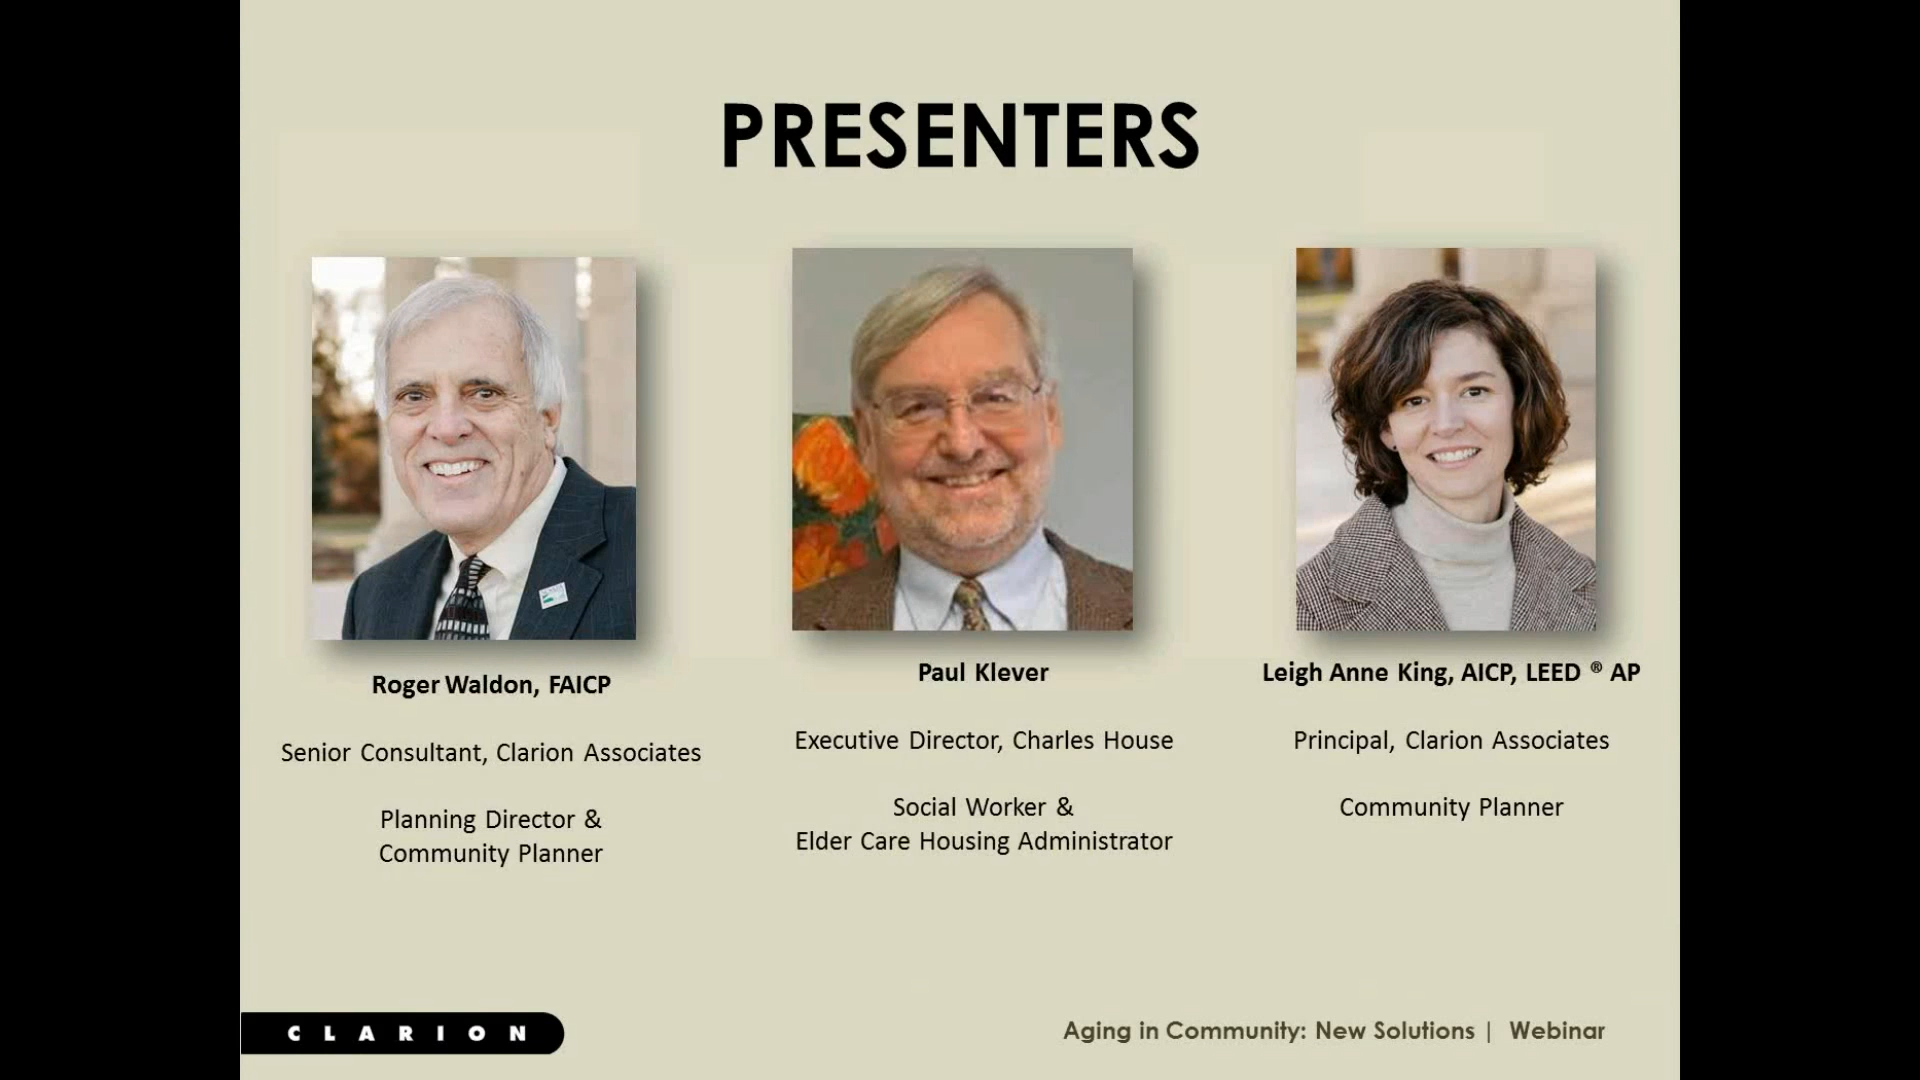 PRESENTERS
Roger Waldon, FAICP
Senior Consultant, Clarion Associates
Planning Director &
Community Planner
Paul Klever
Executive Director, Charles House
Social Worker &
Elder Care Housing Administrator
Leigh Anne King, AICP, LEED ® AP
Principal, Clarion Associates
Community Planner
CLARION
Aging in Community: New Solutions | Webinar